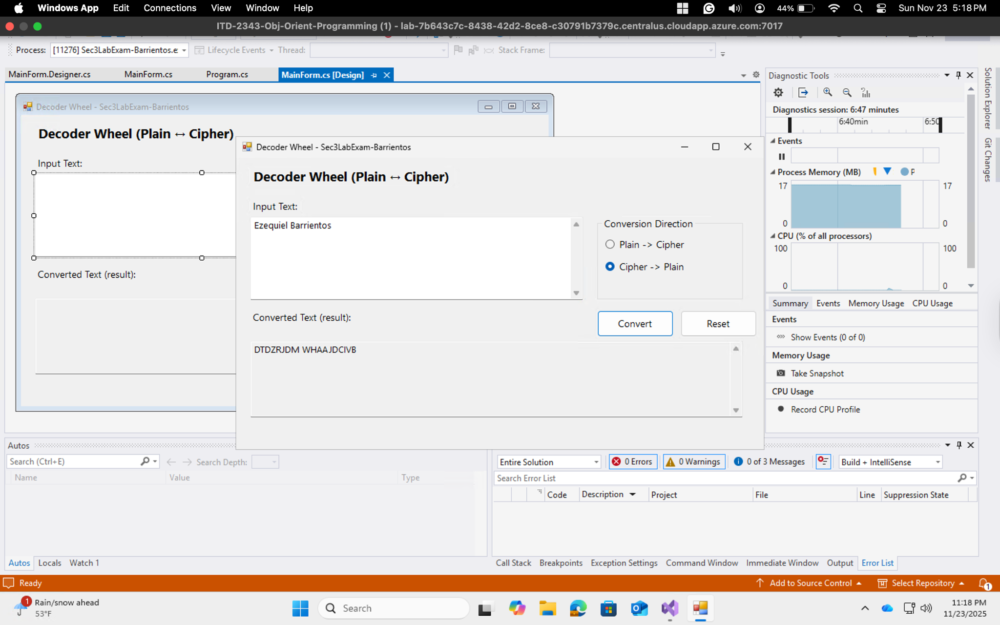 Windows App Edit Connections View Window Help 44% Sun Nov 23 5:18 PM
ITD-2343-Obj-Orient-Programming (1) - lab-7b643c7c-8438-42d2-8ce8-c30791b7379c.centralus.cloudapp.azure.com:7017
Process: [11276] Sec3LabExam-Barrientos.e Lifecycle Events Thread: Stack Frame:
MainForm.Designer.cs MainForm.cs Program.cs MainForm.cs [Design]
Decoder Wheel - Sec3LabExam-Barrientos
Decoder Wheel (Plain ↔ Cipher)
Input Text:
Converted Text (result):
Decoder Wheel - Sec3LabExam-Barrientos
Decoder Wheel (Plain ↔ Cipher)
Input Text:
Ezequiel Barrientos
Conversion Direction
Plain -> Cipher
Cipher -> Plain
Converted Text (result):
Convert Reset
DTDZRJDM WHAAJDCIVB
Diagnostic Tools
Diagnostics session: 6:47 minutes
6:40min 6:50
Events
Process Memory (MB) P
17 17
0 0
CPU (% of all processors)
100 100
0 0
Summary Events Memory Usage CPU Usage
Events
Show Events (0 of 0)
Memory Usage
Take Snapshot
CPU Usage
Record CPU Profile
Solution Explorer
Git Changes
Autos
Search (Ctrl+E) Search Depth:
Name Value Type
Autos Locals Watch 1
Entire Solution 0 Errors 0 Warnings 0 of 3 Messages Build + IntelliSense
Search Error List
Code Description Project File Line Suppression State
Call Stack Breakpoints Exception Settings Command Window Immediate Window Output Error List
Ready Add to Source Control Select Repository 1
1 Rain/snow ahead
53°F
Search
11:18 PM
11/23/2025